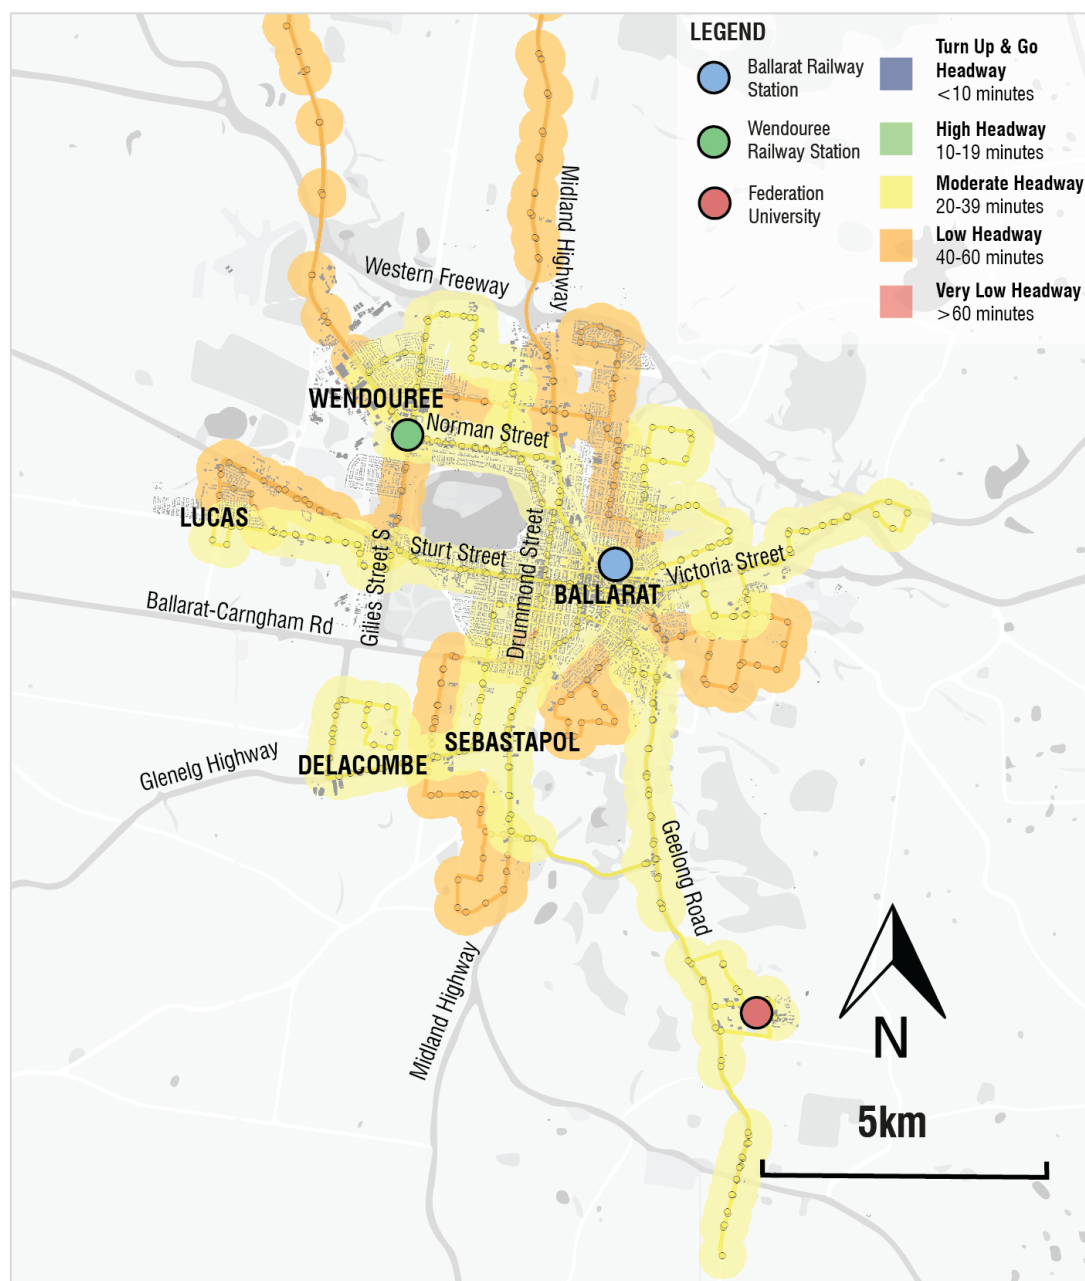 LEGEND
Ballarat Railway
Station
Wendouree
Railway Station
Federation
University
Turn Up & Go
Headway
<10 minutes
High Headway
10-19 minutes
Moderate Headway
20-39 minutes
Low Headway
40-60 minutes
Very Low Headway
>60 minutes
Midland Highway
Western Freeway
WENDOUREE
Norman Street
LUCAS
Sturt Street
Gillies Street S
Drummond Street
Victoria Street
BALLARAT
Ballarat-Carngham Rd
SEBASTAPOL
DELACOMBE
Glenelg Highway
Geelong Road
Midland Highway
N
5km